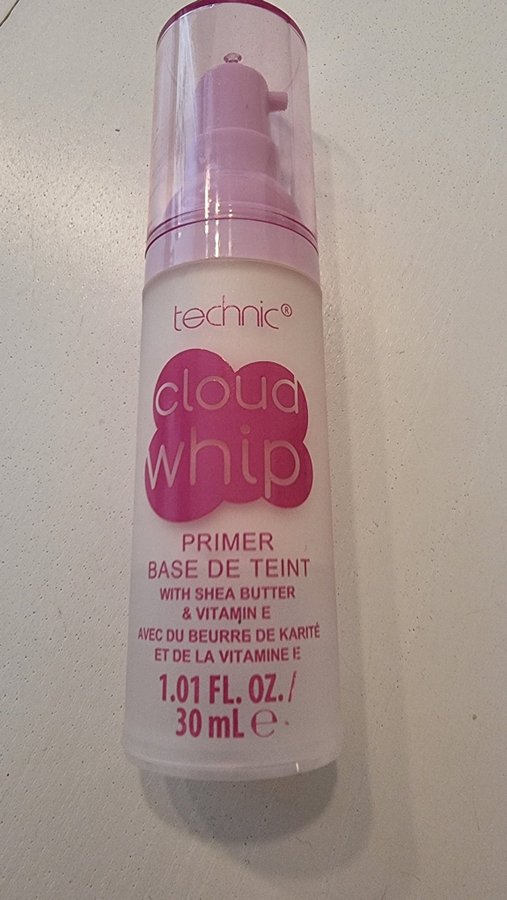 technic®
cloud
whip
PRIMER
BASE DE TEINT
WITH SHEA BUTTER
& VITAMIN E
AVEC DU BEURRE DE KARITÉ
ET DE LA VITAMINE E
1.01 FL. OZ./
30 mL ℮